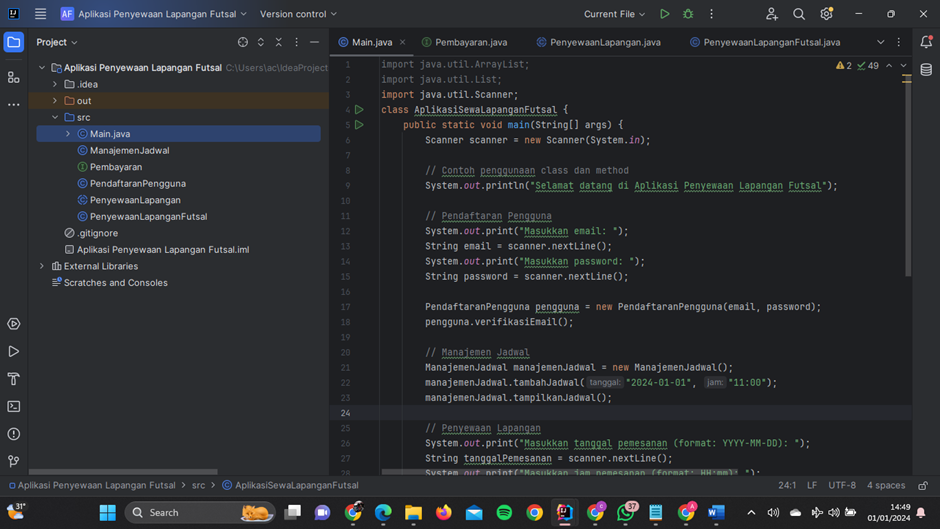 AF Aplikasi Penyewaan Lapangan Futsal Version control Current File
Project
Main.java Pembayaran.java PenyewaanLapangan.java PenyewaanLapanganFutsal.java
Aplikasi Penyewaan Lapangan Futsal C:\Users\ac\IdeaProject
.idea
out
src
Main.java
ManajemenJadwal
Pembayaran
PendaftaranPengguna
PenyewaanLapangan
PenyewaanLapanganFutsal
.gitignore
Aplikasi Penyewaan Lapangan Futsal.iml
External Libraries
Scratches and Consoles
2 49
1 import java.util.ArrayList;
2 import java.util.List;
3 import java.util.Scanner;
4 class AplikasiSewaLapanganFutsal {
5 public static void main(String[] args) {
6 Scanner scanner = new Scanner(System.in);
7
8 // Contoh penggunaan class dan method
9 System.out.println("Selamat datang di Aplikasi Penyewaan Lapangan Futsal");
10
11 // Pendaftaran Pengguna
12 System.out.print("Masukkan email: ");
13 String email = scanner.nextLine();
14 System.out.print("Masukkan password: ");
15 String password = scanner.nextLine();
16
17 PendaftaranPengguna pengguna = new PendaftaranPengguna(email, password);
18 pengguna.verifikasiEmail();
19
20 // Manajemen Jadwal
21 ManajemenJadwal manajemenJadwal = new ManajemenJadwal();
22 manajemenJadwal.tambahJadwal( tanggal: "2024-01-01", jam: "11:00");
23 manajemenJadwal.tampilkanJadwal();
24
25 // Penyewaan Lapangan
26 System.out.print("Masukkan tanggal pemesanan (format: YYYY-MM-DD): ");
27 String tanggalPemesanan = scanner.nextLine();
28 System.out.print("Masukkan jam pemesanan (format: HH:mm)' ");
Aplikasi Penyewaan Lapangan Futsal > src > AplikasiSewaLapanganFutsal 24:1 LF UTF-8 4 spaces
31° Search 37 14:49
01/01/2024